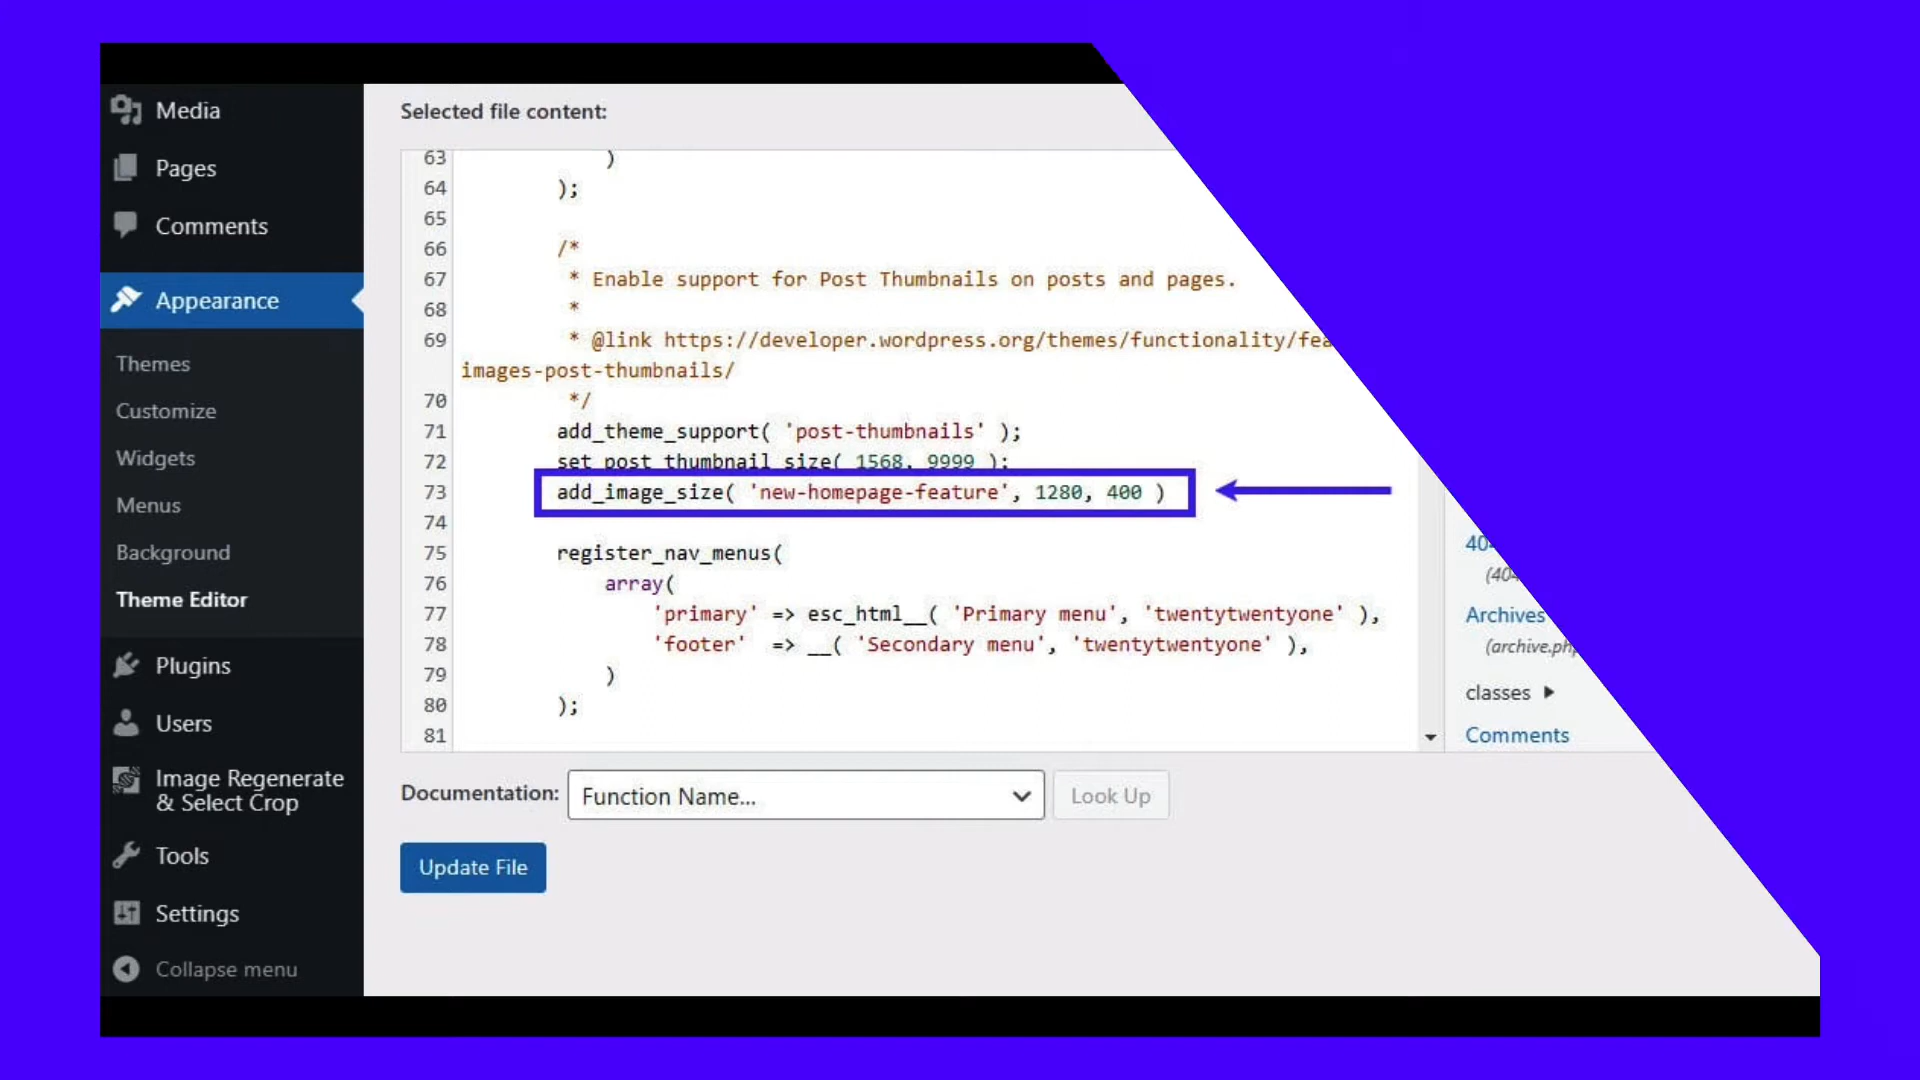 Media
Pages
Comments
Appearance
Themes
Customize
Widgets
Menus
Background
Theme Editor
Plugins
Users
Image Regenerate
& Select Crop
Tools
Settings
Collapse menu
Selected file content:
63 )
64 );
65
66 /*
67 * Enable support for Post Thumbnails on posts and pages.
68 *
69 * @link https://developer.wordpress.org/themes/functionality/fea
images-post-thumbnails/
70 */
71 add_theme_support( 'post-thumbnails' );
72 set_post_thumbnail_size( 1568, 9999 );
73 add_image_size( 'new-homepage-feature', 1280, 400 )
74
75 register_nav_menus(
76 array(
77 'primary' => esc_html__( 'Primary menu', 'twentytwentyone' ),
78 'footer' => __( 'Secondary menu', 'twentytwentyone' ),
79 )
80 );
81
Archives
(archive.php
classes
Comments
Documentation: Function Name... Look Up
Update File